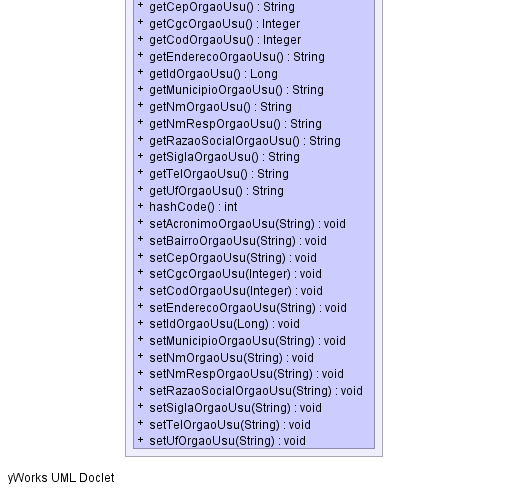 + getCepOrgaoUsu() : String
+ getCgcOrgaoUsu() : Integer
+ getCodOrgaoUsu() : Integer
+ getEnderecoOrgaoUsu() : String
+ getIdOrgaoUsu() : Long
+ getMunicipioOrgaoUsu() : String
+ getNmOrgaoUsu() : String
+ getNmRespOrgaoUsu() : String
+ getRazaoSocialOrgaoUsu() : String
+ getSiglaOrgaoUsu() : String
+ getTelOrgaoUsu() : String
+ getUfOrgaoUsu() : String
+ hashCode() : int
+ setAcronimoOrgaoUsu(String) : void
+ setBairroOrgaoUsu(String) : void
+ setCepOrgaoUsu(String) : void
+ setCgcOrgaoUsu(Integer) : void
+ setCodOrgaoUsu(Integer) : void
+ setEnderecoOrgaoUsu(String) : void
+ setIdOrgaoUsu(Long) : void
+ setMunicipioOrgaoUsu(String) : void
+ setNmOrgaoUsu(String) : void
+ setNmRespOrgaoUsu(String) : void
+ setRazaoSocialOrgaoUsu(String) : void
+ setSiglaOrgaoUsu(String) : void
+ setTelOrgaoUsu(String) : void
+ setUfOrgaoUsu(String) : void
yWorks UML Doclet